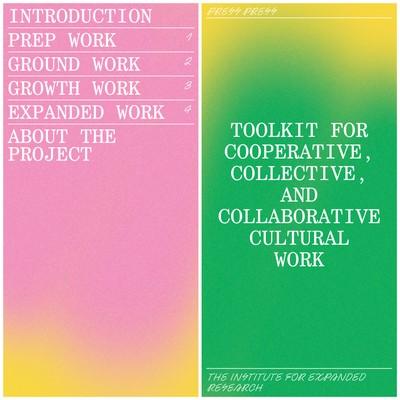 INTRODUCTION
PREP WORK 1
GROUND WORK 2
GROWTH WORK 3
EXPANDED WORK 4
ABOUT THE
PROJECT
PRESS PRESS
TOOLKIT FOR
COOPERATIVE,
COLLECTIVE,
AND
COLLABORATIVE
CULTURAL
WORK
THE INSTITUTE FOR EXPANDED
RESEARCH